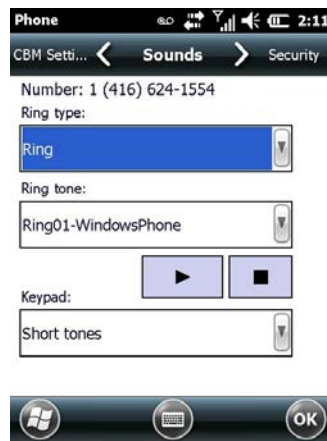 Phone 2:11
CBM Setti... Sounds Security
Number: 1 (416) 624-1554
Ring type:
Ring
Ring tone:
Ring01-WindowsPhone
Keypad:
Short tones
OK